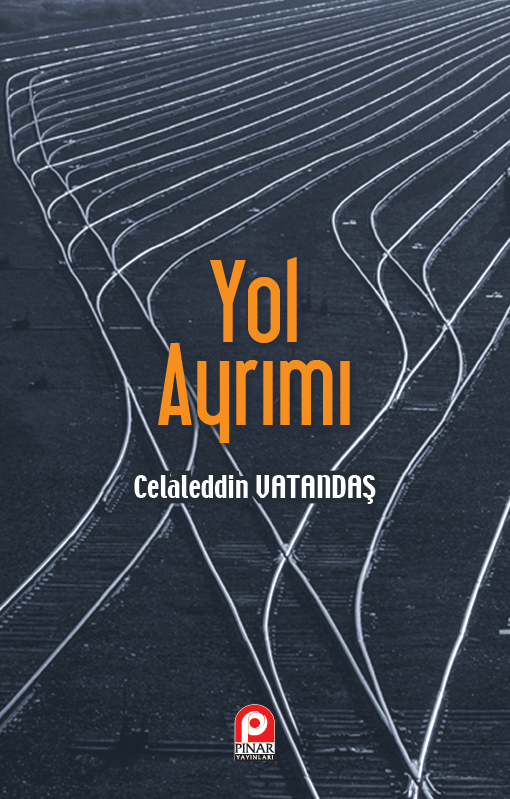 Yol
Ayrımı
Celaleddin VATANDAŞ
PINAR
YAYINLARI